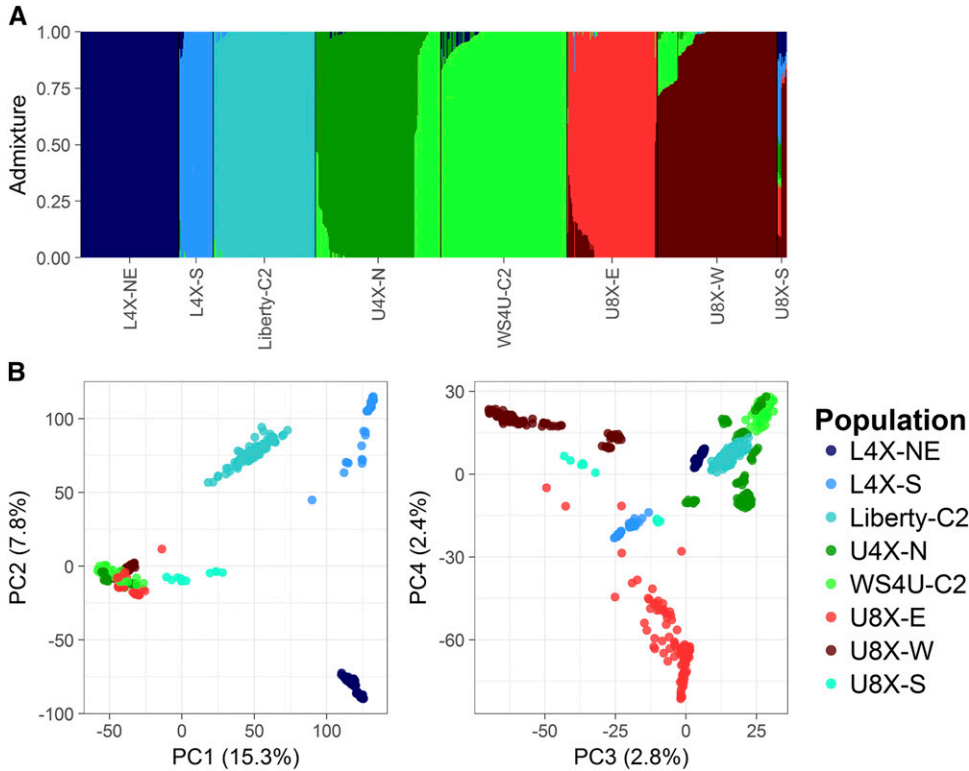 A
Admixture
1.00
0.75
0.50
0.25
0.00
L4X-NE
L4X-S
Liberty-C2
U4X-N
WS4U-C2
U8X-E
U8X-W
U8X-S
B
PC2 (7.8%)
100
50
0
-50
-100
-50
0
50
100
PC1 (15.3%)
PC4 (2.4%)
30
0
-30
-60
-50
-25
0
25
PC3 (2.8%)
Population
L4X-NE
L4X-S
Liberty-C2
U4X-N
WS4U-C2
U8X-E
U8X-W
U8X-S